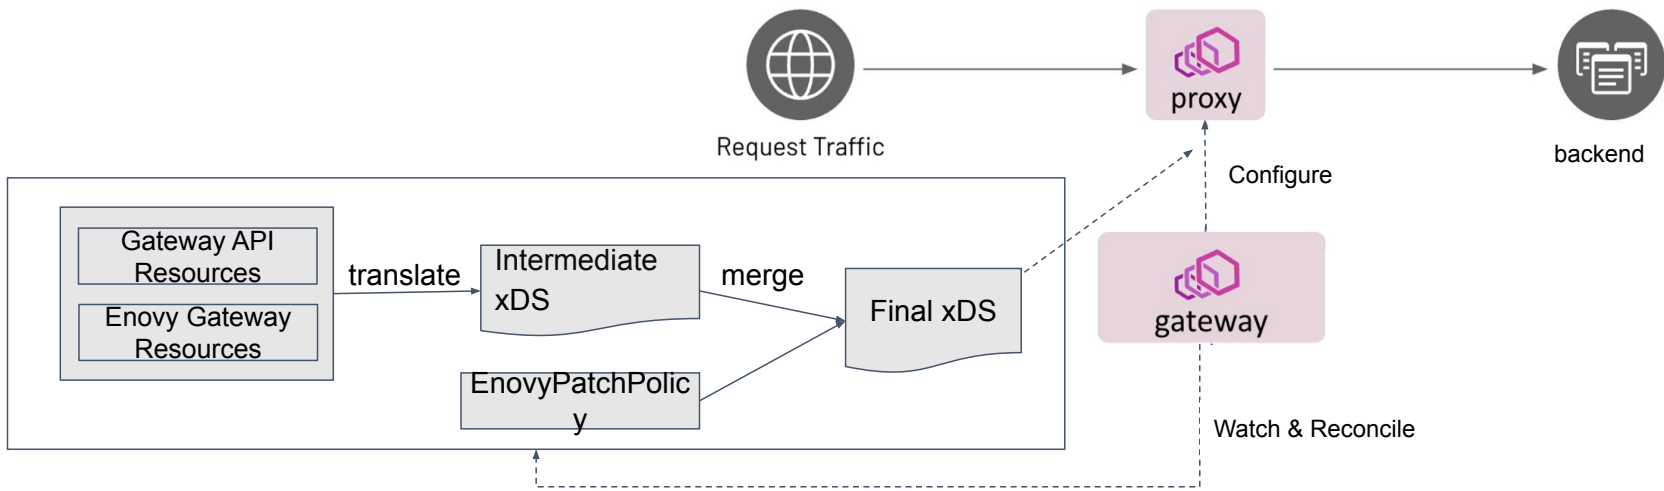 proxy
Request Traffic
backend
Configure
Gateway API
Resources
translate
Intermediate
xDS
merge
Final xDS
Enovy Gateway
Resources
gateway
EnovyPatchPolic
y
Watch & Reconcile